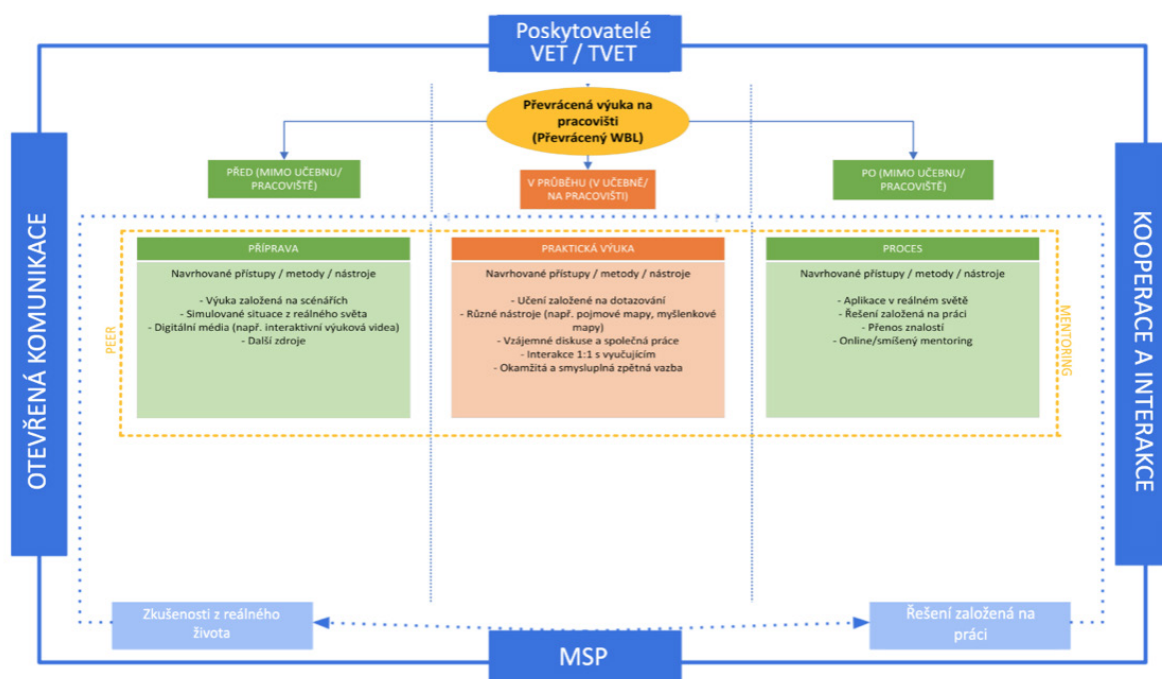 Poskytovatelé
VET / TVET
Převrácená výuka na
pracovišti
(Převrácený WBL)
PŘED (MIMO UČEBNU/
PRACOVIŠTĚ)
V PRŮBĚHU (V UČEBNĚ/
NA PRACOVIŠTI)
PO (MIMO UČEBNU/
PRACOVIŠTĚ)
OTEVŘENÁ KOMUNIKACE
PEER
PŘÍPRAVA
Navrhované přístupy / metody / nástroje
- Výuka založená na scénářích
- Simulované situace z reálného světa
- Digitální média (např. interaktivní výuková videa)
- Další zdroje
PRAKTICKÁ VÝUKA
Navrhované přístupy / metody / nástroje
- Učení založené na dotazování
- Různé nástroje (např. pojmové mapy, myšlenkové
mapy)
- Vzájemné diskuse a společná práce
- Interakce 1:1 s vyučujícím
- Okamžitá a smysluplná zpětná vazba
PROCES
Navrhované přístupy / metody / nástroje
- Aplikace v reálném světě
- Řešení založená na práci
- Přenos znalostí
- Online/smíšený mentoring
MENTORING
KOOPERACE A INTERAKCE
Zkušenosti z reálného
života
Řešení založená na
práci
MSP